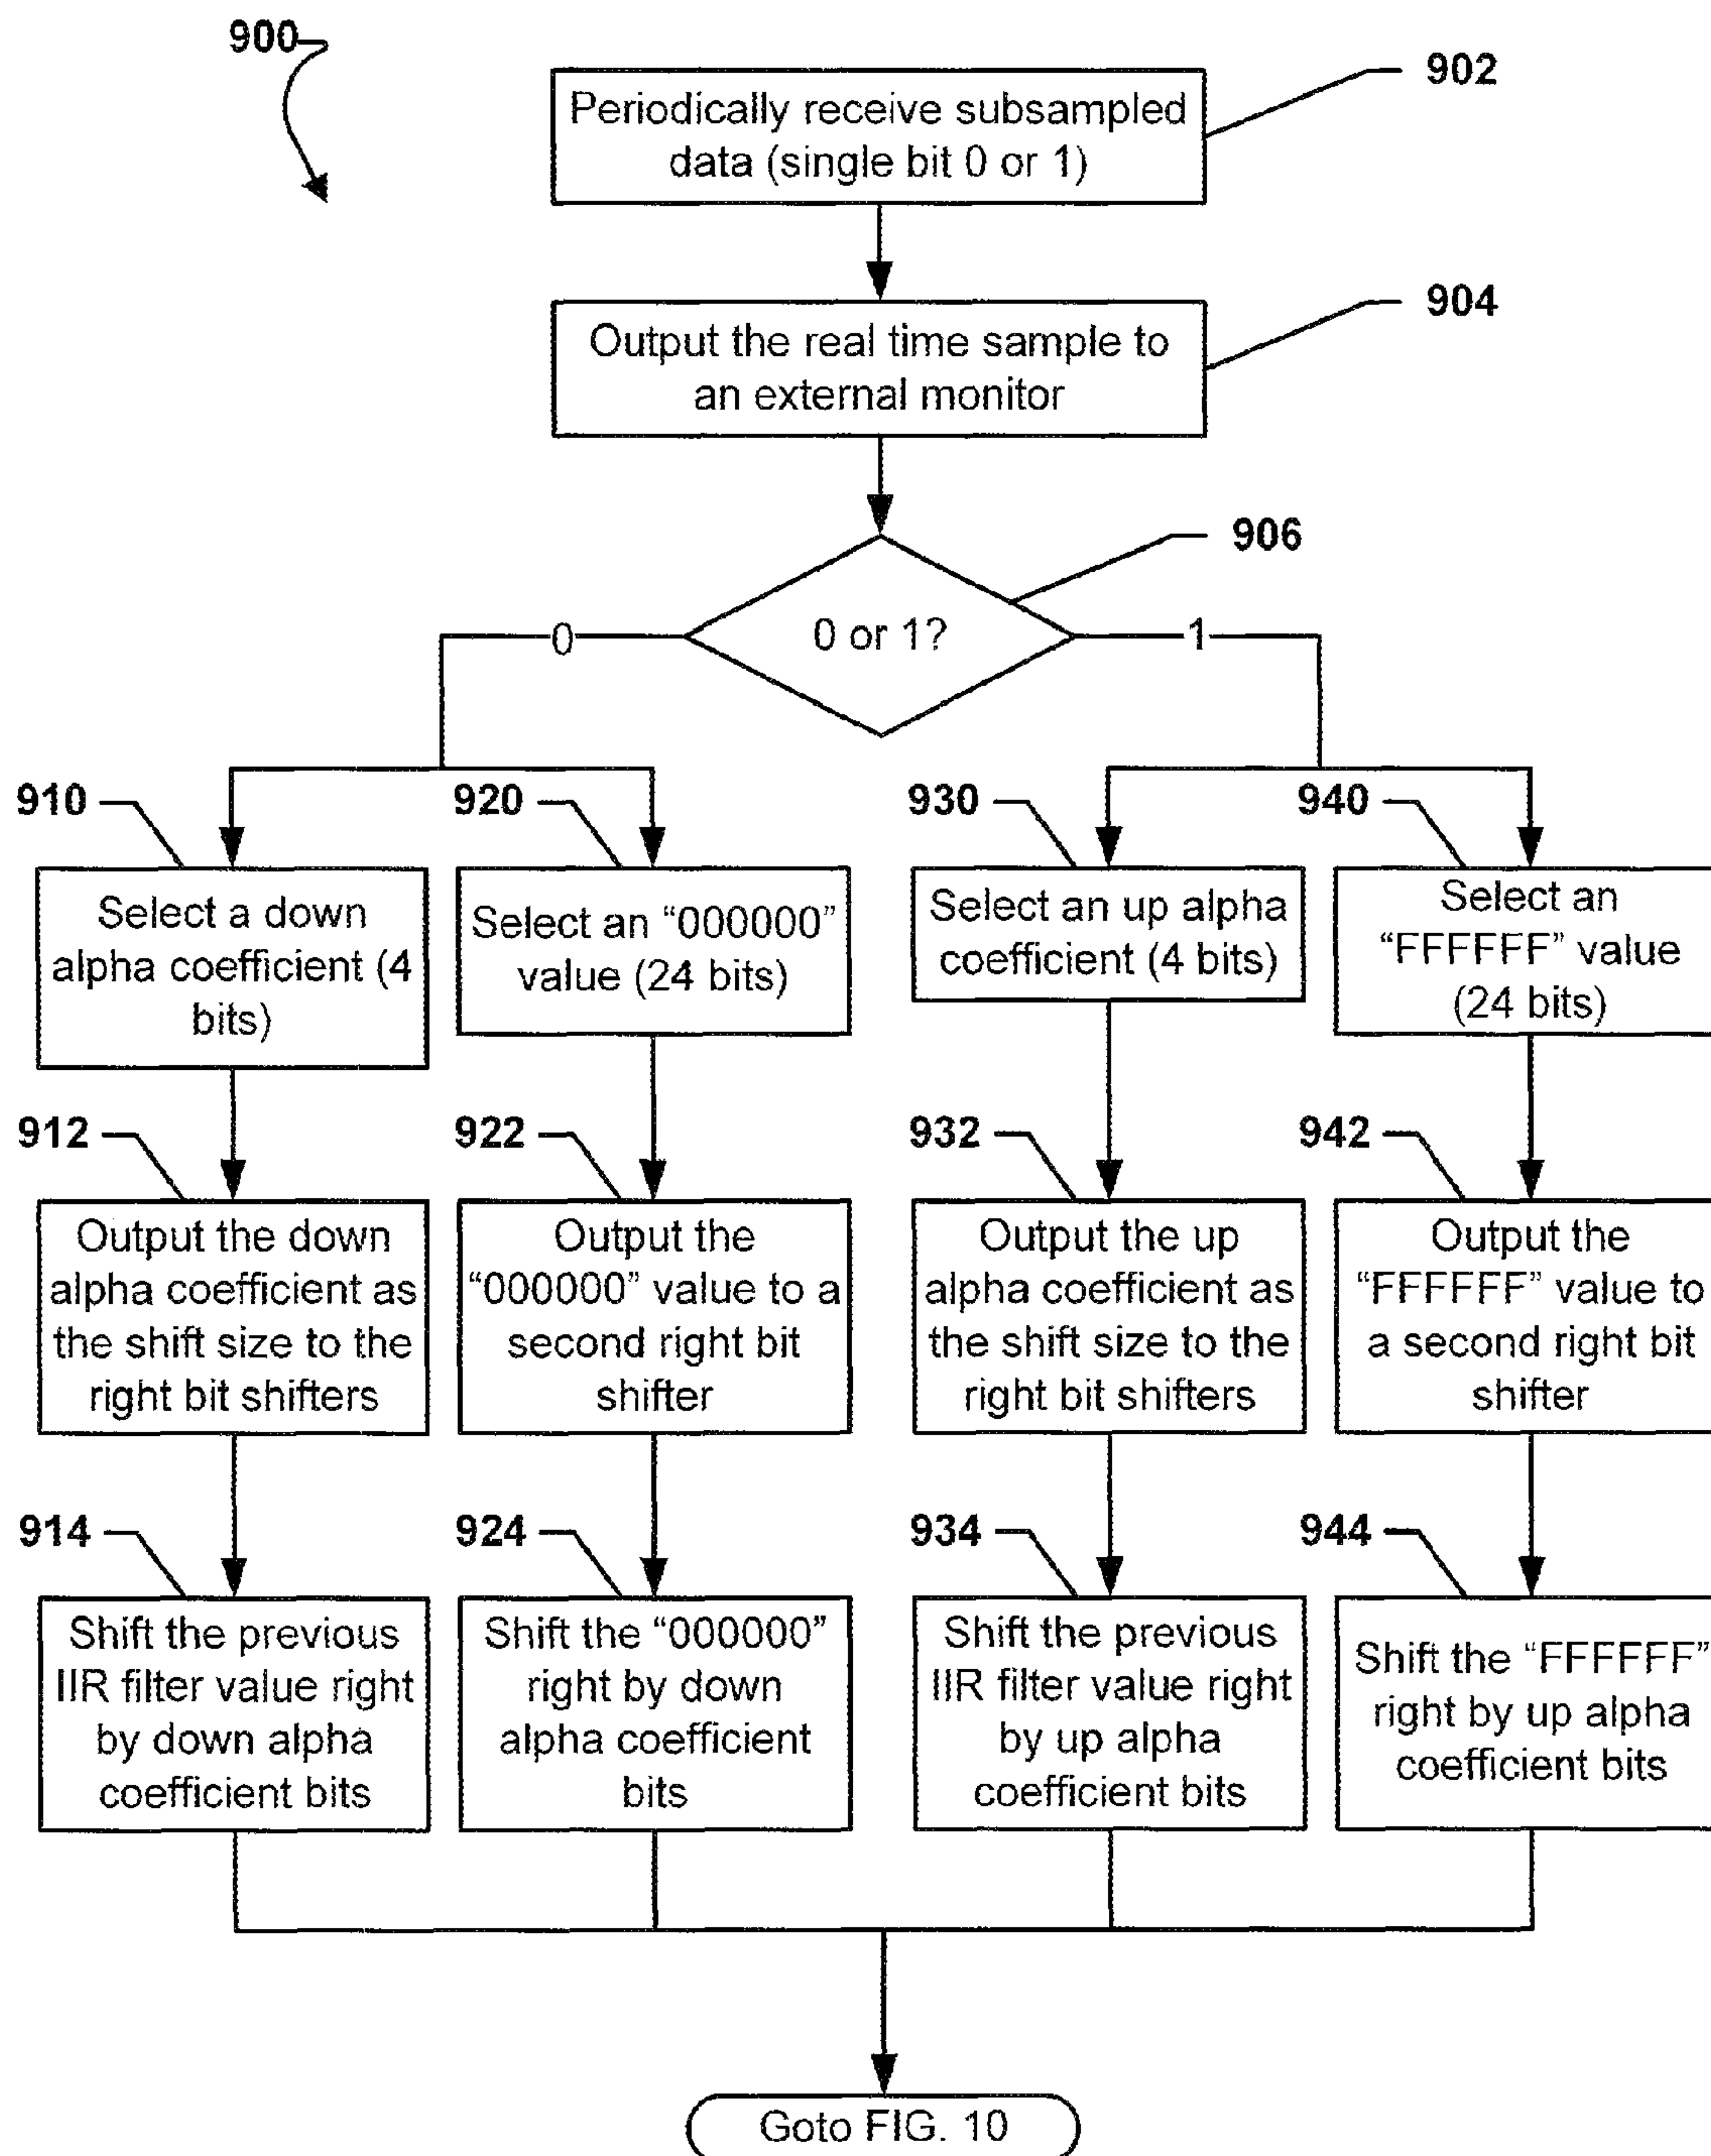 900
902
Periodically receive subsampled
data (single bit 0 or 1)
904
Output the real time sample to
an external monitor
906
0 or 1?
0
1
910
Select a down
alpha coefficient (4
bits)
920
Select an “000000”
value (24 bits)
930
Select an up alpha
coefficient (4 bits)
940
Select an
“FFFFFF” value
(24 bits)
912
Output the down
alpha coefficient as
the shift size to the
right bit shifters
922
Output the
“000000” value to a
second right bit
shifter
932
Output the up
alpha coefficient as
the shift size to the
right bit shifters
942
Output the
“FFFFFF” value to
a second right bit
shifter
914
Shift the previous
IIR filter value right
by down alpha
coefficient bits
924
Shift the “000000”
right by down
alpha coefficient
bits
934
Shift the previous
IIR filter value right
by up alpha
coefficient bits
944
Shift the “FFFFFF”
right by up alpha
coefficient bits
Goto FIG. 10